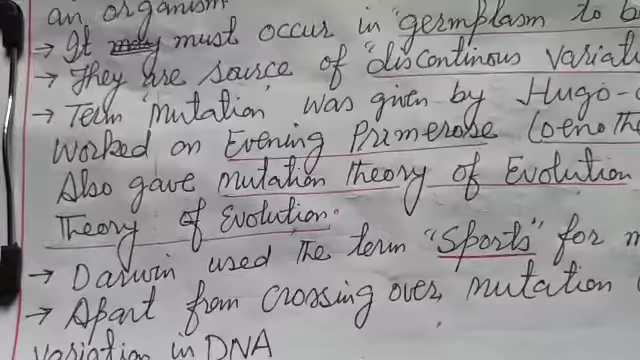 an organism
→ It must occur in "germplasm to b
→ They are source of "discontinous variati
→ Term "Mutation" was given by Hugo-
Worked on Evening Primerose (oenothe
Also gave Mutation theory of Evolution
Theory of Evolution.
→ Darwin used the term "Sports" for m
→ Apart from crossing over, mutation
variation in DNA